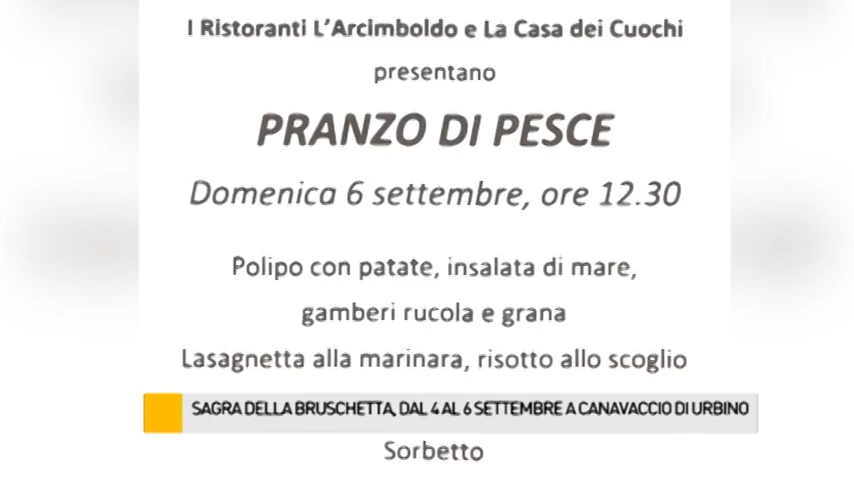 I Ristoranti L'Arcimboldo e La Casa dei Cuochi
presentano
PRANZO DI PESCE
Domenica 6 settembre, ore 12.30
Polipo con patate, insalata di mare,
gamberi rucola e grana
Lasagnetta alla marinara, risotto allo scoglio
SAGRA DELLA BRUSCHETTA, DAL 4 AL 6 SETTEMBRE A CANAVACCIO DI URBINO
Sorbetto